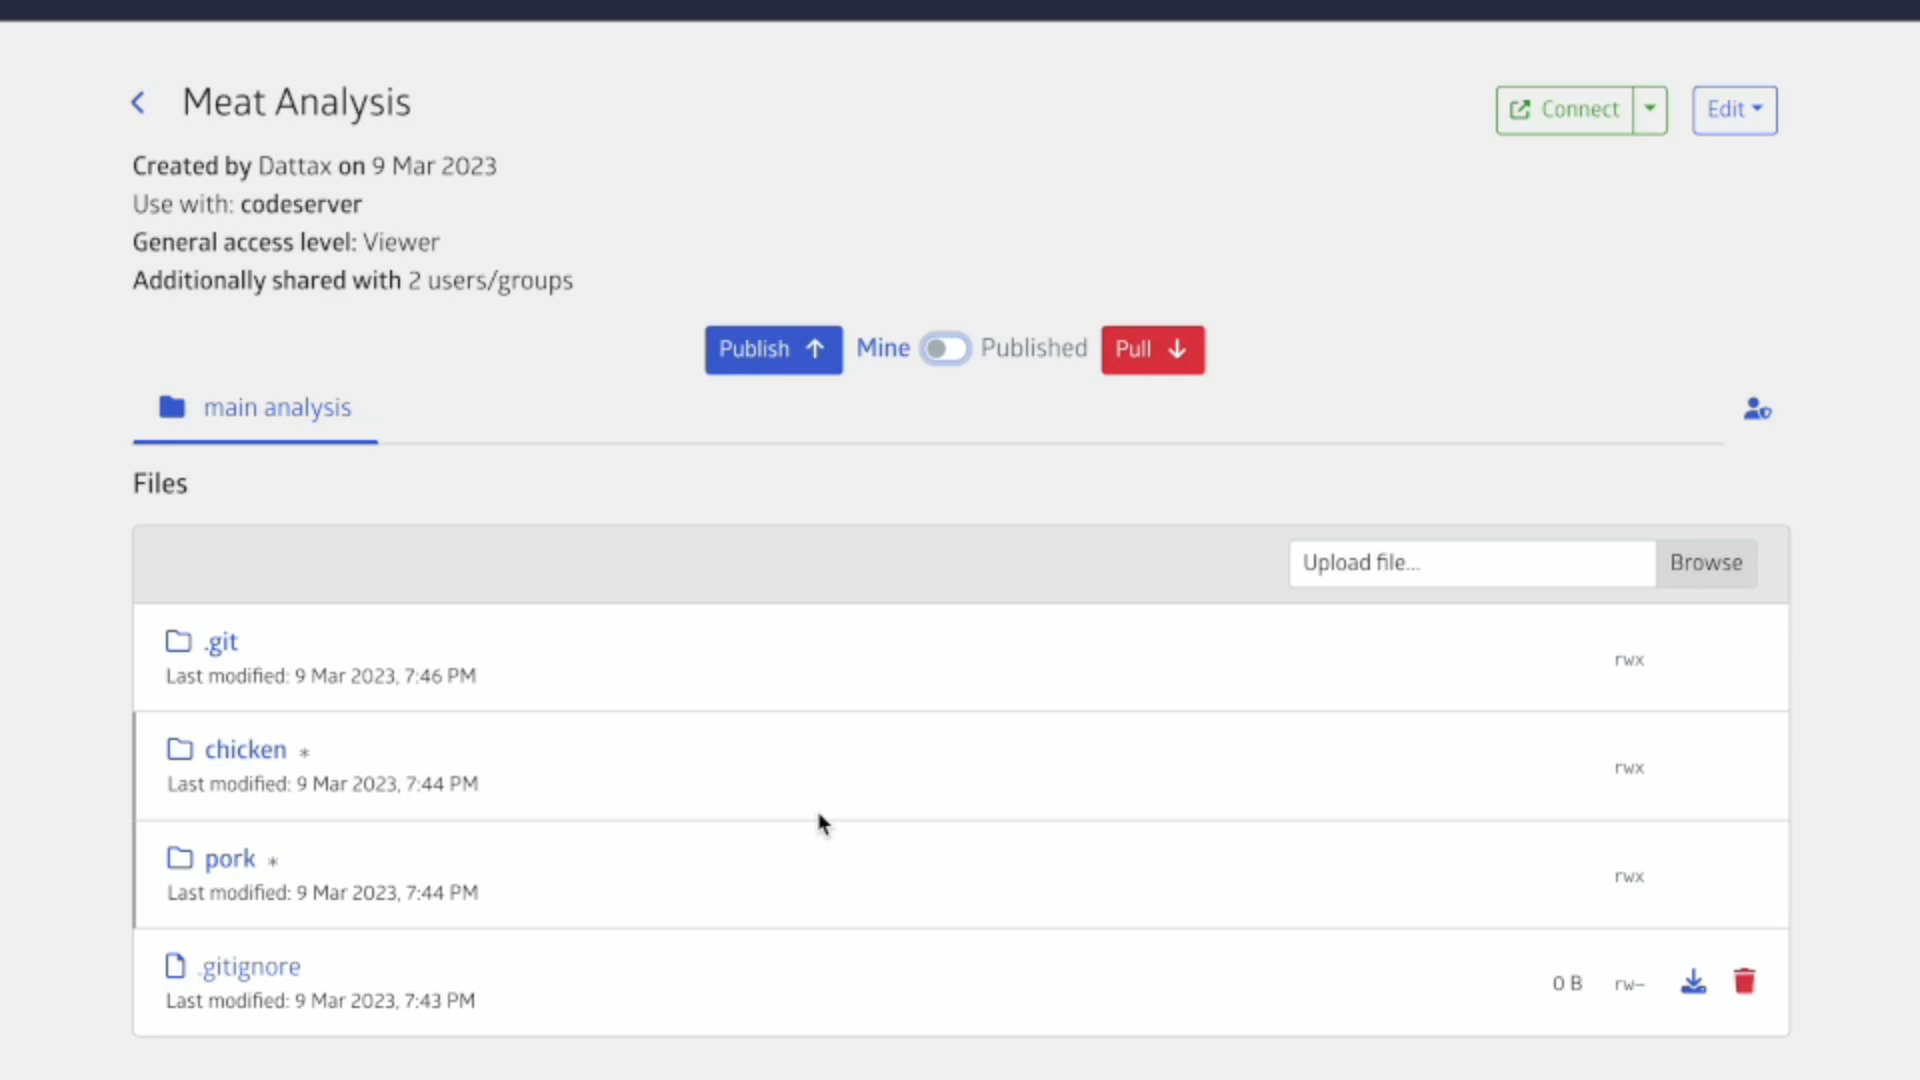 Meat Analysis
Connect
Edit
Created by Dattax on 9 Mar 2023
Use with: codeserver
General access level: Viewer
Additionally shared with 2 users/groups
Publish Mine Published Pull
main analysis
Files
Upload file... Browse
.git
Last modified: 9 Mar 2023, 7:46 PM
rwx
chicken *
Last modified: 9 Mar 2023, 7:44 PM
rwx
pork *
Last modified: 9 Mar 2023, 7:44 PM
rwx
.gitignore
Last modified: 9 Mar 2023, 7:43 PM
0 B rw-